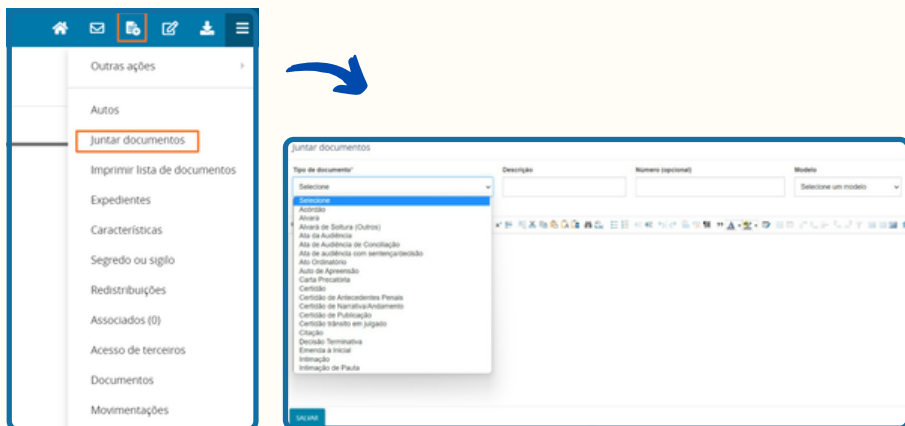 Outras ações
Autos
Juntar documentos
Imprimir lista de documentos
Expedientes
Características
Segredo ou sigilo
Redistribuições
Associados (0)
Acesso de terceiros
Documentos
Movimentações
Juntar documentos
Tipo de documento* Descrição Número (opcional) Modelo
Selecione Selecione um modelo
Selecione
Acórdão
Alvará
Alvará de Soltura (Outros)
Ata da Audiência
Ata de Audiência de Conciliação
Ata de audiência com sentença/decisão
Ato Ordinatório
Auto de Apreensão
Carta Precatória
Certidão
Certidão de Antecedentes Penais
Certidão de Narrativa/Andamento
Certidão de Publicação
Certidão trânsito em julgado
Citação
Decisão Terminativa
Emenda à Inicial
Intimação
Intimação de Pauta
SALVAR